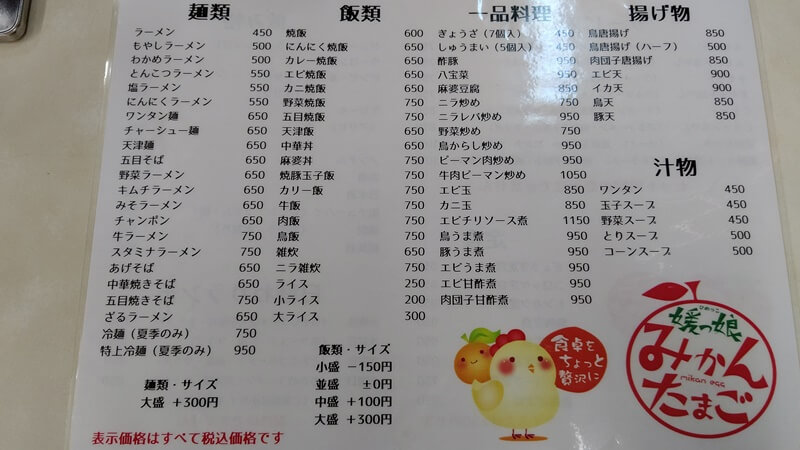 麺類
ラーメン 450
もやしラーメン 500
わかめラーメン 500
とんこつラーメン 550
塩ラーメン 550
にんにくラーメン 550
ワンタン麺 650
チャーシュー麺 650
天津麺 650
五目そば 650
野菜ラーメン 650
キムチラーメン 650
みそラーメン 650
チャンポン 650
牛ラーメン 750
スタミナラーメン 750
あげそば 650
中華焼きそば 650
五目焼きそば 750
ざるラーメン 650
冷麺（夏季のみ） 750
特上冷麺（夏季のみ） 950
麺類・サイズ
大盛 +300円
飯類
焼飯 600
にんにく焼飯 650
カレー焼飯 650
エビ焼飯 650
カニ焼飯 650
野菜焼飯 750
五目焼飯 750
天津飯 650
中華丼 650
麻婆丼 750
焼豚玉子飯 750
カリー飯 750
牛飯 750
肉飯 750
鳥飯 750
雑炊 650
ニラ雑炊 750
ライス 250
小ライス 200
大ライス 300
飯類・サイズ
小盛 −150円
並盛 ±0円
中盛 +100円
大盛 +300円
一品料理
ぎょうざ（7個入） 450
しゅうまい（5個入） 450
酢豚 950
八宝菜 950
麻婆豆腐 850
ニラ炒め 750
ニラレバ炒め 950
野菜炒め 750
鳥からし炒め 950
ピーマン肉炒め 950
牛肉ピーマン炒め 1050
エビ玉 850
カニ玉 850
エビチリソース煮 1150
鳥うま煮 950
豚うま煮 950
エビうま煮 950
エビ甘酢煮 950
肉団子甘酢煮 950
揚げ物
鳥唐揚げ 850
鳥唐揚げ（ハーフ） 500
肉団子唐揚げ 850
エビ天 900
イカ天 900
鳥天 850
豚天 850
汁物
ワンタン 450
玉子スープ 450
野菜スープ 450
とりスープ 500
コーンスープ 500
食卓を
ちょっと
贅沢に
ひめっこ
媛っ娘
みかん
mikan egg
たまご
表示価格はすべて税込価格です